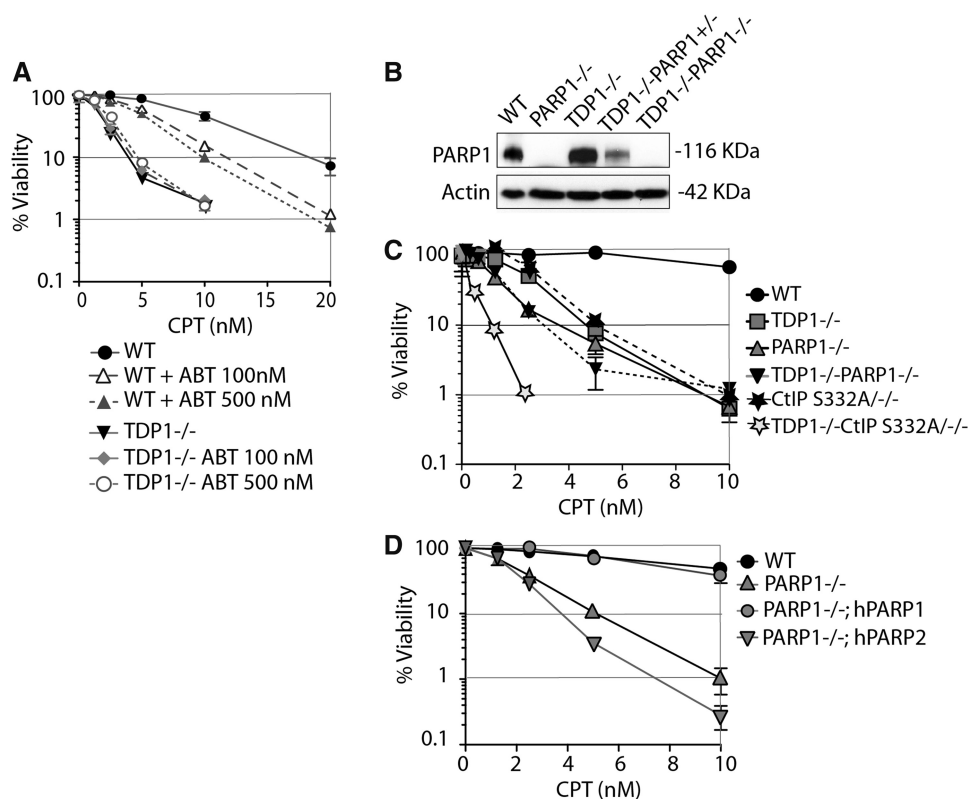 A
% Viability
100
10
1
0.1
0 5 10 15 20
CPT (nM)
WT
WT + ABT 100nM
WT + ABT 500 nM
TDP1-/-
TDP1-/- ABT 100 nM
TDP1-/- ABT 500 nM
B
WT
PARP1-/-
TDP1-/-
TDP1-/-PARP1+/-
TDP1-/-PARP1-/-
PARP1 -116 KDa
Actin -42 KDa
C
% Viability
100
10
1
0.1
0 2 4 6 8 10
CPT (nM)
WT
TDP1-/-
PARP1-/-
TDP1-/-PARP1-/-
CtIP S332A/-/-
TDP1-/-CtIP S332A/-/-
D
% Viability
100
10
1
0.1
0 2 4 6 8 10
CPT (nM)
WT
PARP1-/-
PARP1-/-; hPARP1
PARP1-/-; hPARP2